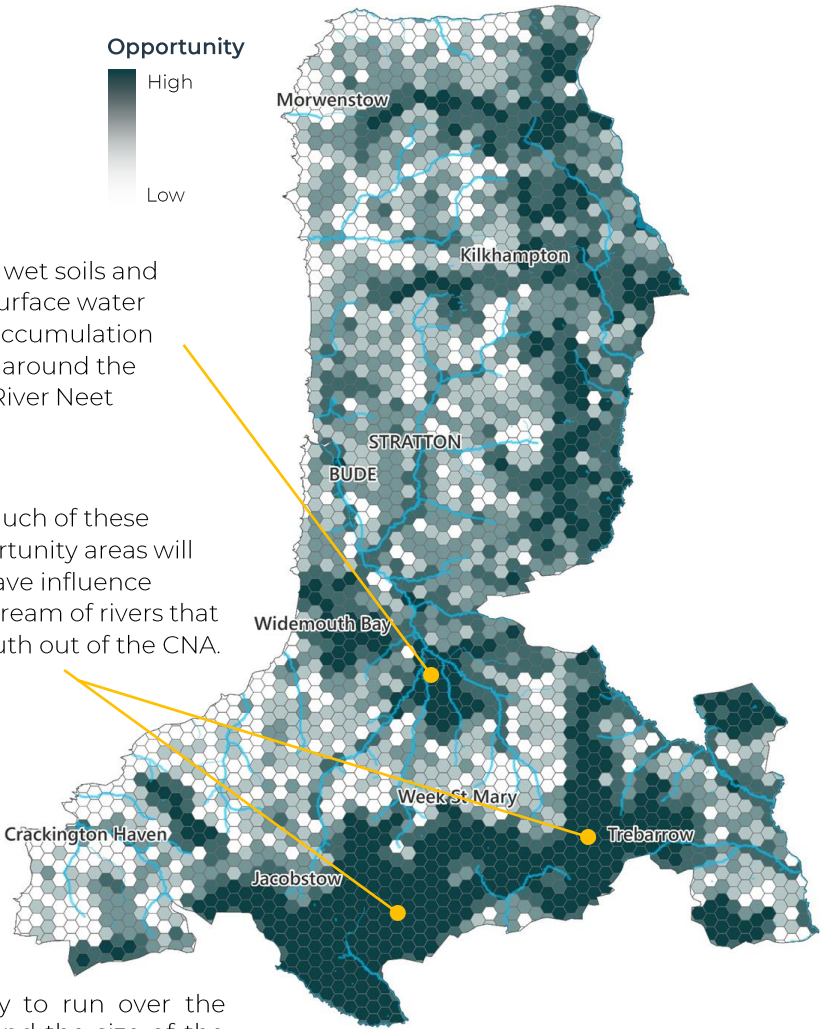 Opportunity
High
Low
Morwenstow
wet soils and
surface water
accumulation
around the
River Neet
Kilkhampton
STRATTON
BUDE
uch of these
rtunity areas will
ave influence
ream of rivers that
uth out of the CNA.
Widemouth Bay
Week St Mary
Crackington Haven
Trebarrow
Jacobstow
y to run over the
nd the size of the